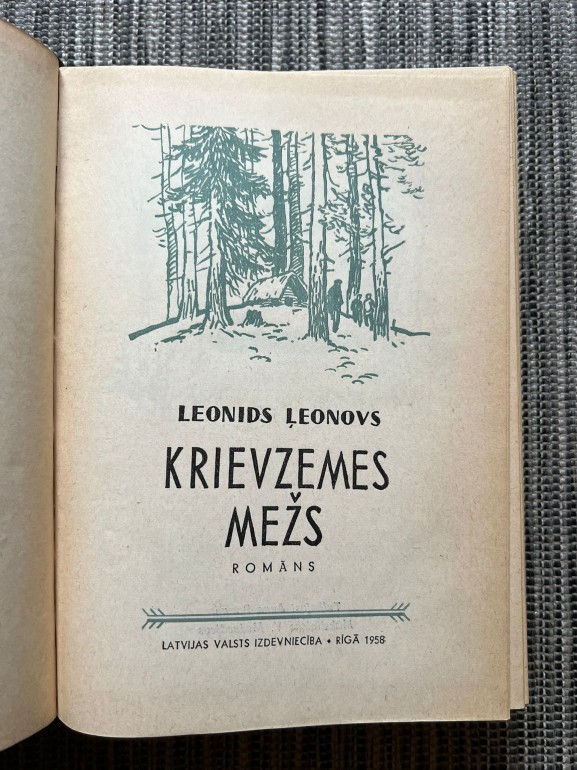 LEONIDS ĻEONOVS
KRIEVZEMES
MEŽS
ROMĀNS
LATVIJAS VALSTS IZDEVNIECĪBA • RĪGĀ 1958